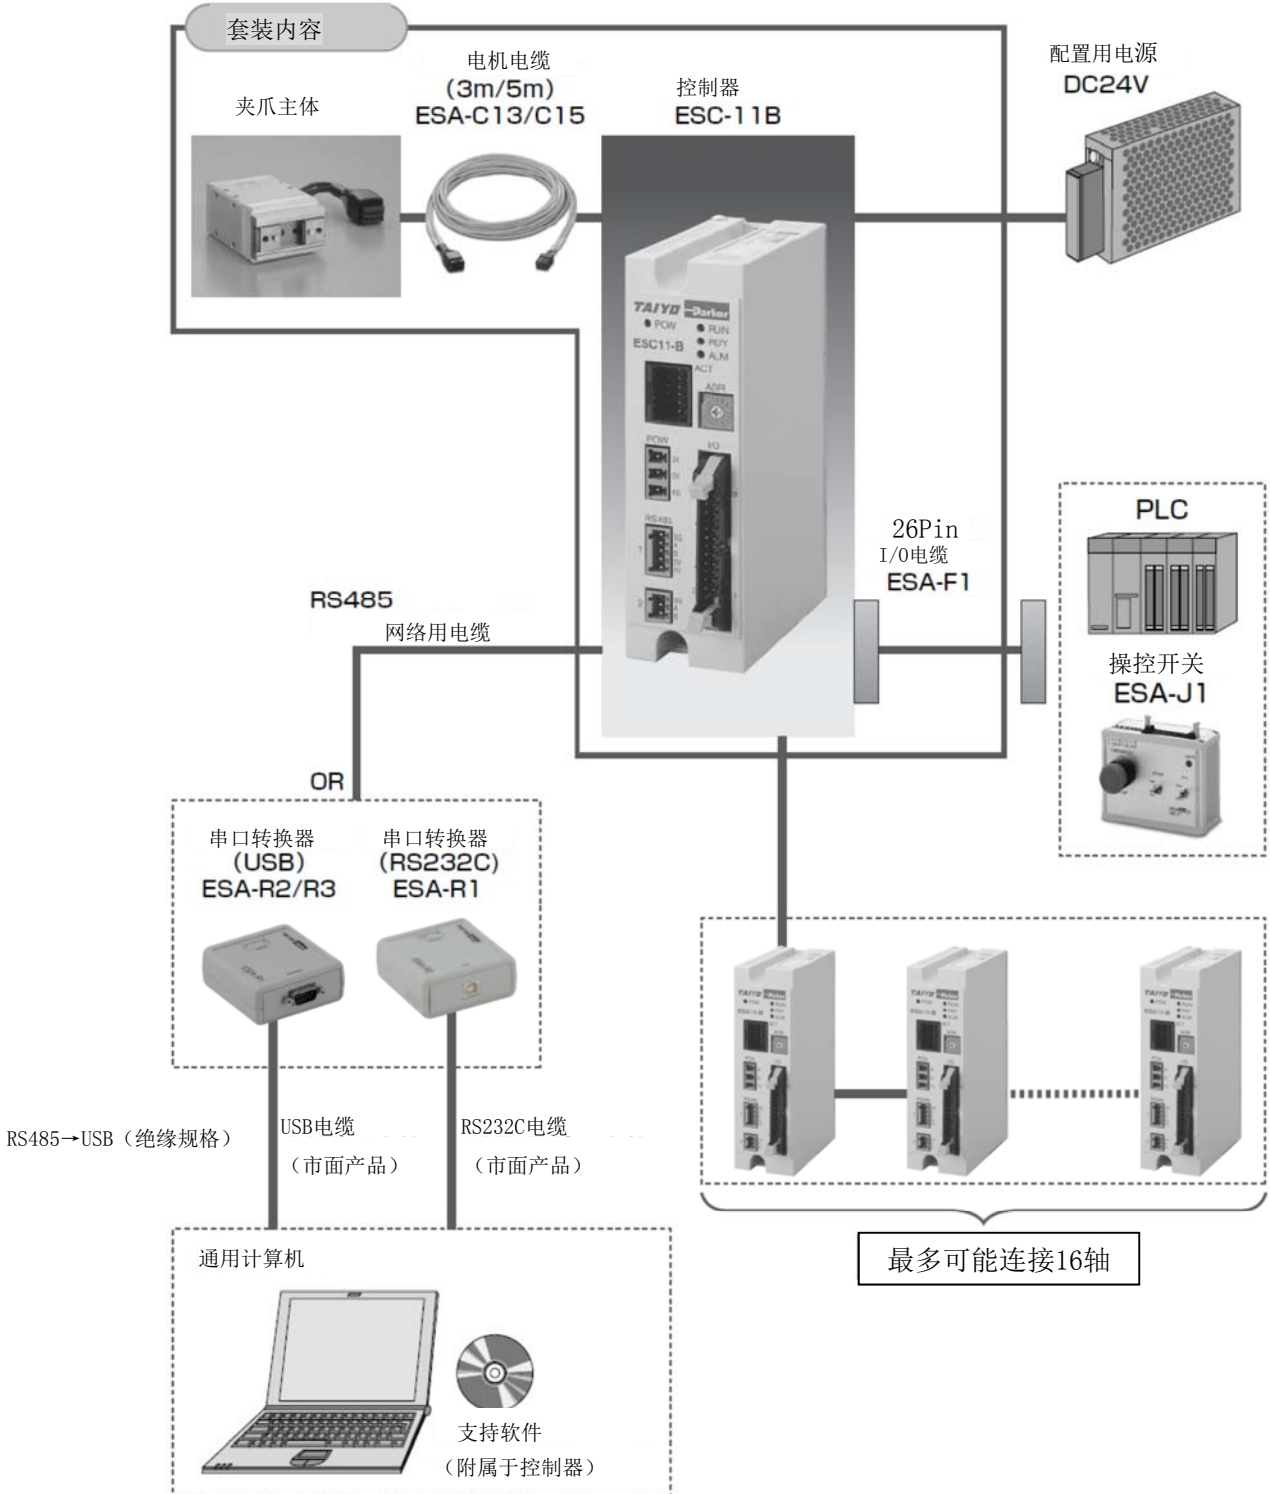 套装内容
电机电缆
(3m/5m)
ESA-C13/C15
控制器
ESC-11B
配置用电源
DC24V
夹爪主体
TAIYO Parker
POW
RUN
RDY
ALM
ESC11-B
ACT
ADR
POW
I/O
RS485
1
2
26Pin
I/O电缆
ESA-F1
PLC
操控开关
ESA-J1
RS485
网络用电缆
OR
串口转换器
(USB)
ESA-R2/R3
串口转换器
(RS232C)
ESA-R1
RS485→USB（绝缘规格）
USB电缆
（市面产品）
RS232C电缆
（市面产品）
最多可能连接16轴
通用计算机
支持软件
（附属于控制器）